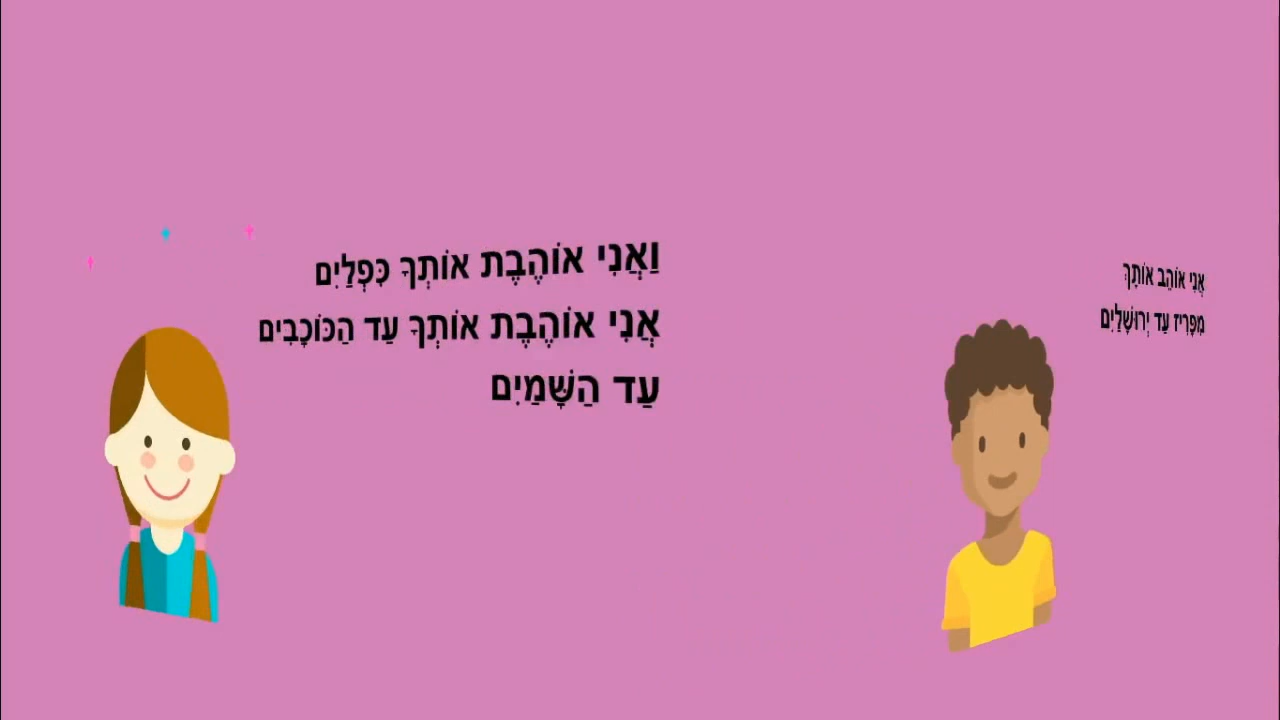 אֲנִי אוֹהֵב אוֹתָךְ
מִפָּרִיז עַד יְרוּשָׁלַיִם
וַאֲנִי אוֹהֶבֶת אוֹתְךָ כִּפְלַיִם
אֲנִי אוֹהֶבֶת אוֹתְךָ עַד הַכּוֹכָבִים
עַד הַשָּׁמַיִם